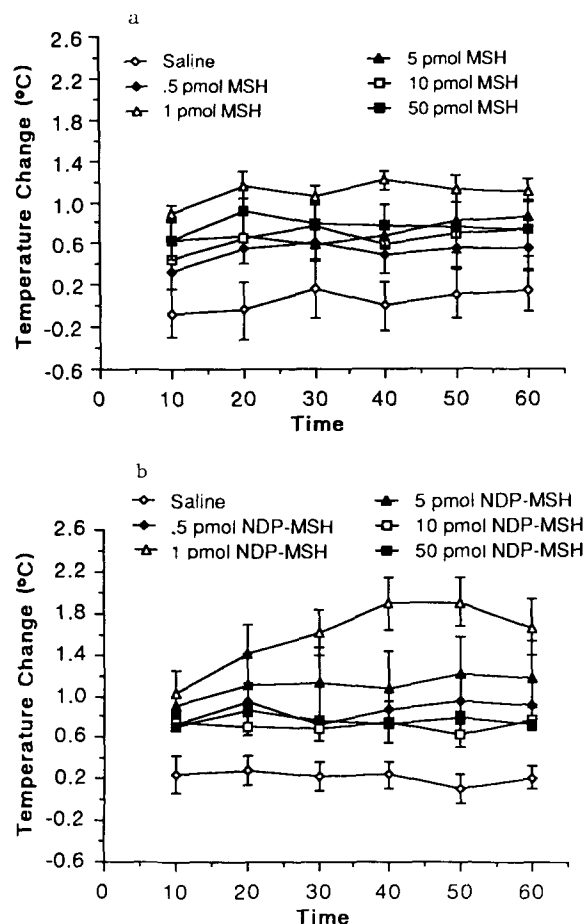 a
Saline
.5 pmol MSH
1 pmol MSH
5 pmol MSH
10 pmol MSH
50 pmol MSH
Temperature Change (ºC)
2.6
2.2
1.8
1.4
1.0
0.6
0.2
-0.2
-0.6
0 10 20 30 40 50 60
Time
b
Saline
.5 pmol NDP-MSH
1 pmol NDP-MSH
5 pmol NDP-MSH
10 pmol NDP-MSH
50 pmol NDP-MSH
Temperature Change (ºC)
2.6
2.2
1.8
1.4
1.0
0.6
0.2
-0.2
-0.6
0 10 20 30 40 50 60
Time